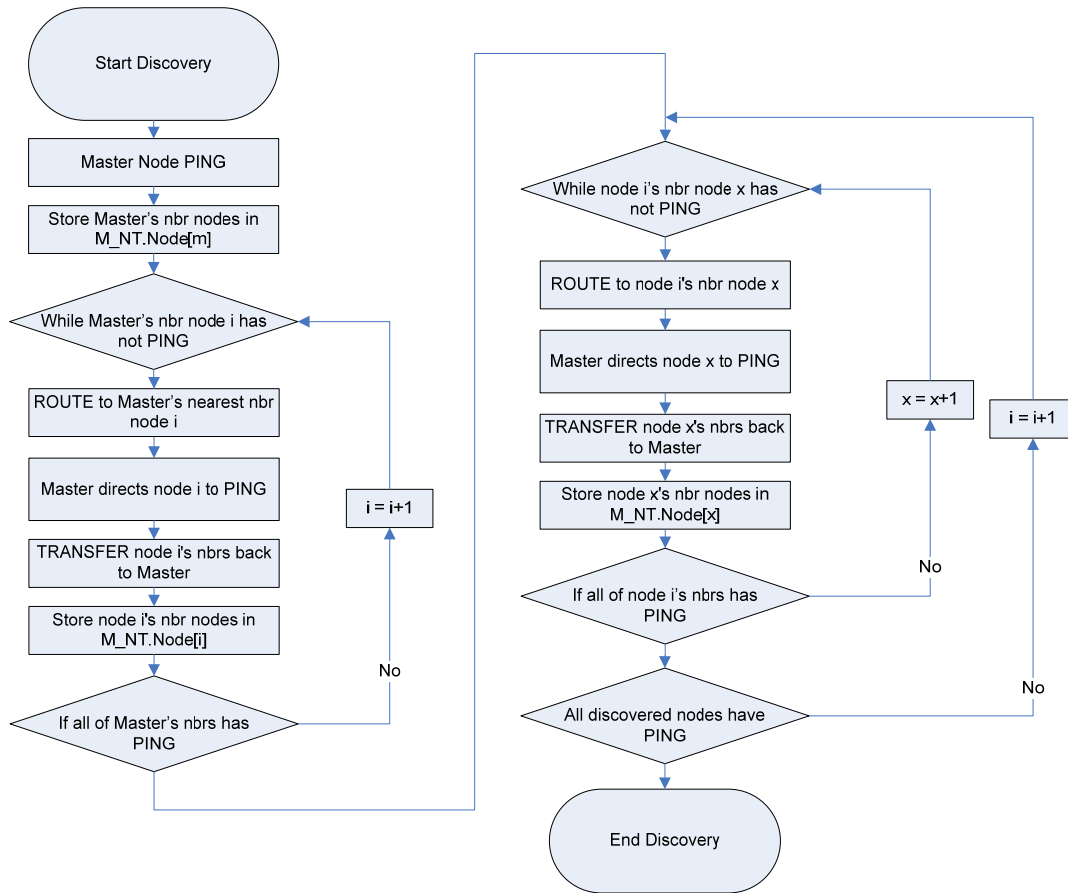 Start Discovery
Master Node PING
Store Master’s nbr nodes in
M_NT.Node[m]
While Master’s nbr node i has
not PING
ROUTE to Master’s nearest nbr
node i
Master directs node i to PING
i = i+1
TRANSFER node i’s nbrs back
to Master
Store node i's nbr nodes in
M_NT.Node[i]
No
If all of Master’s nbrs has
PING
While node i’s nbr node x has
not PING
ROUTE to node i's nbr node x
Master directs node x to PING
x = x+1
i = i+1
TRANSFER node x's nbrs back
to Master
Store node x's nbr nodes in
M_NT.Node[x]
No
If all of node i’s nbrs has
PING
No
All discovered nodes have
PING
End Discovery